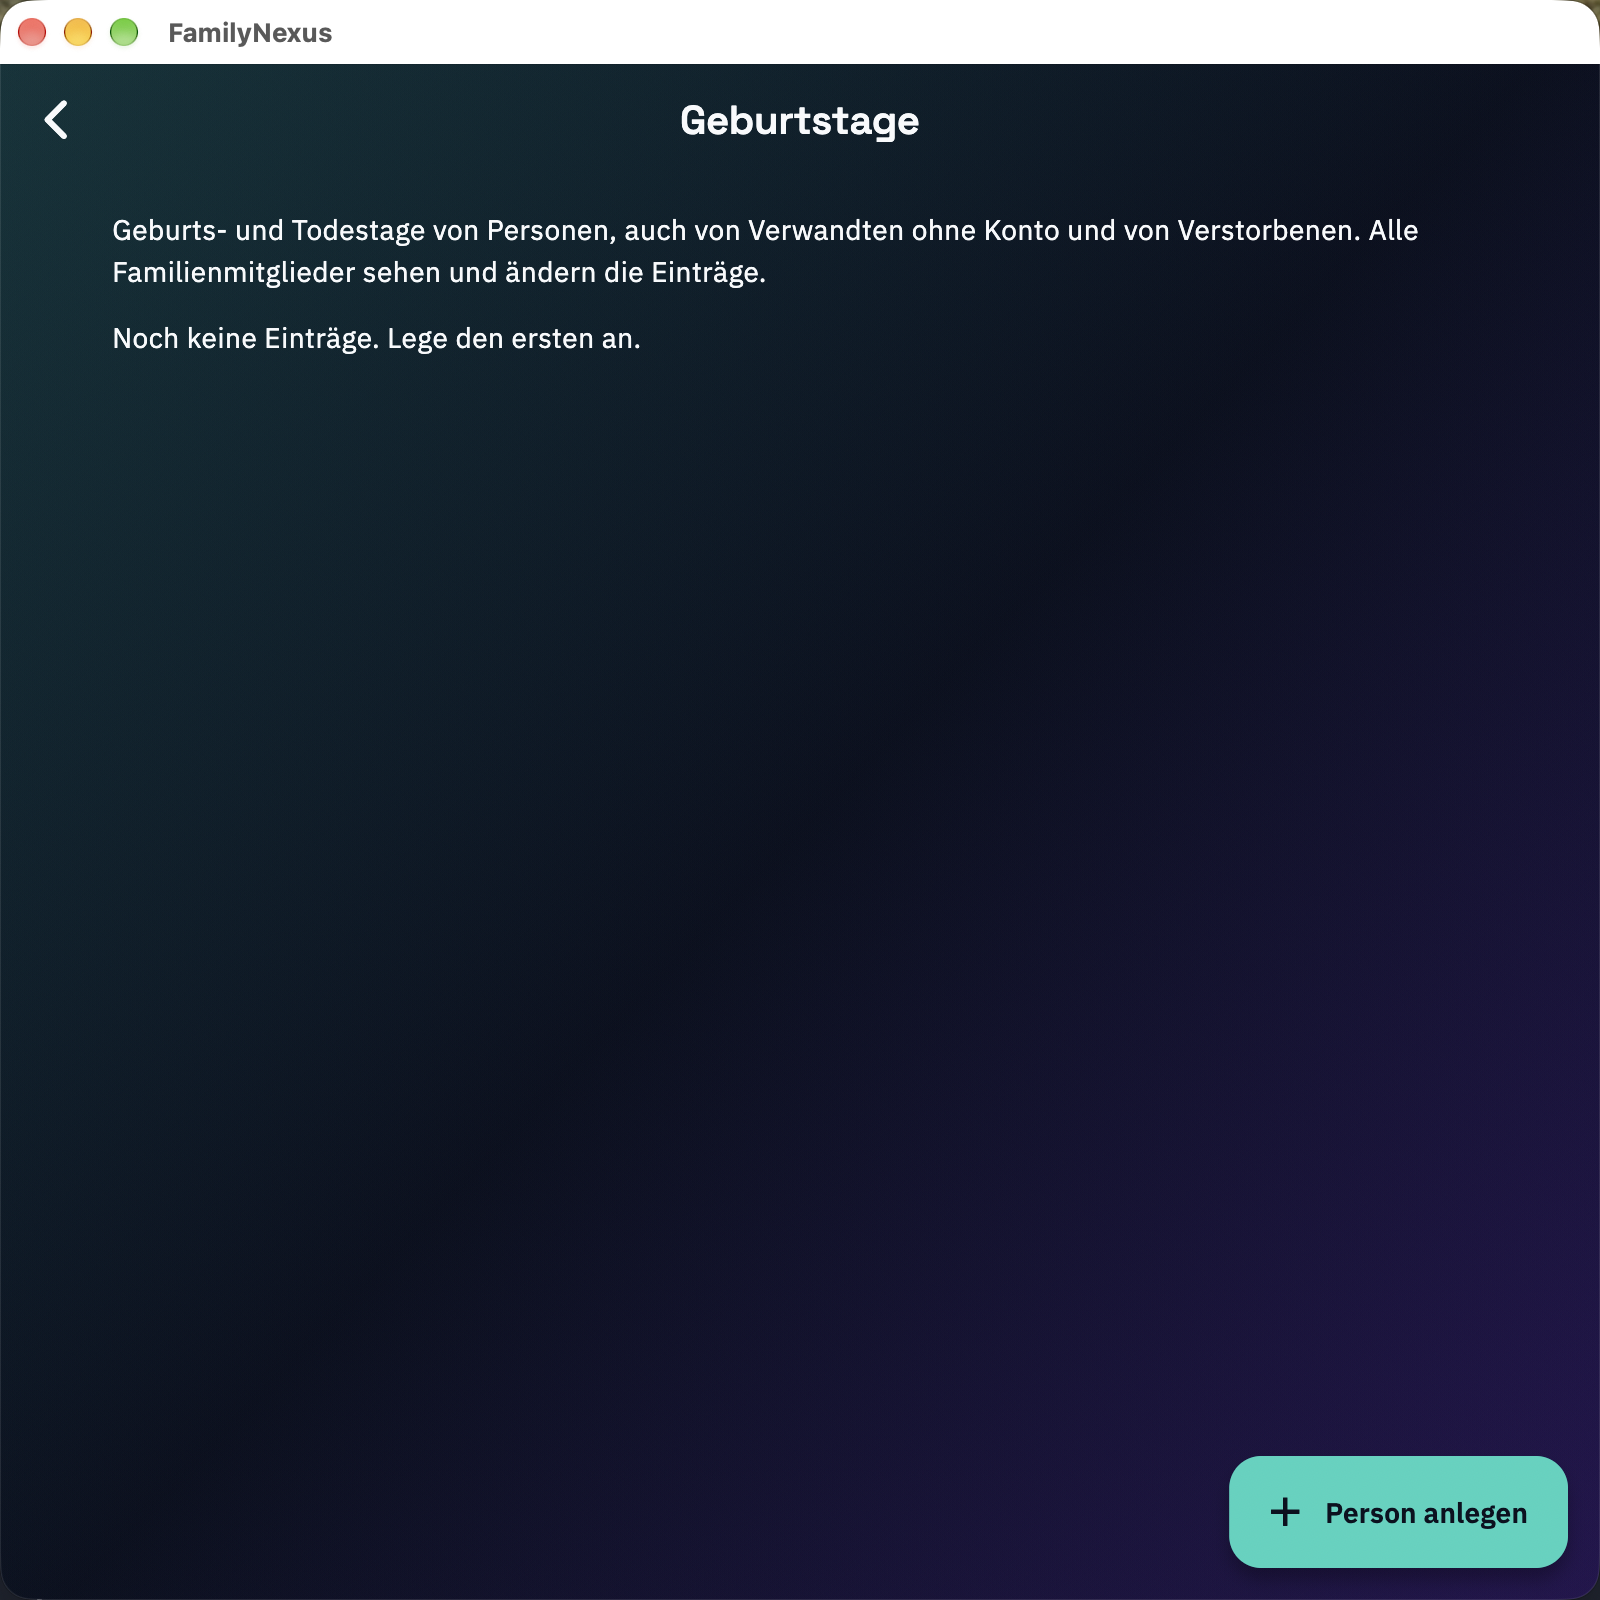 FamilyNexus
Geburtstage
Geburts- und Todestage von Personen, auch von Verwandten ohne Konto und von Verstorbenen. Alle
Familienmitglieder sehen und ändern die Einträge.
Noch keine Einträge. Lege den ersten an.
Person anlegen